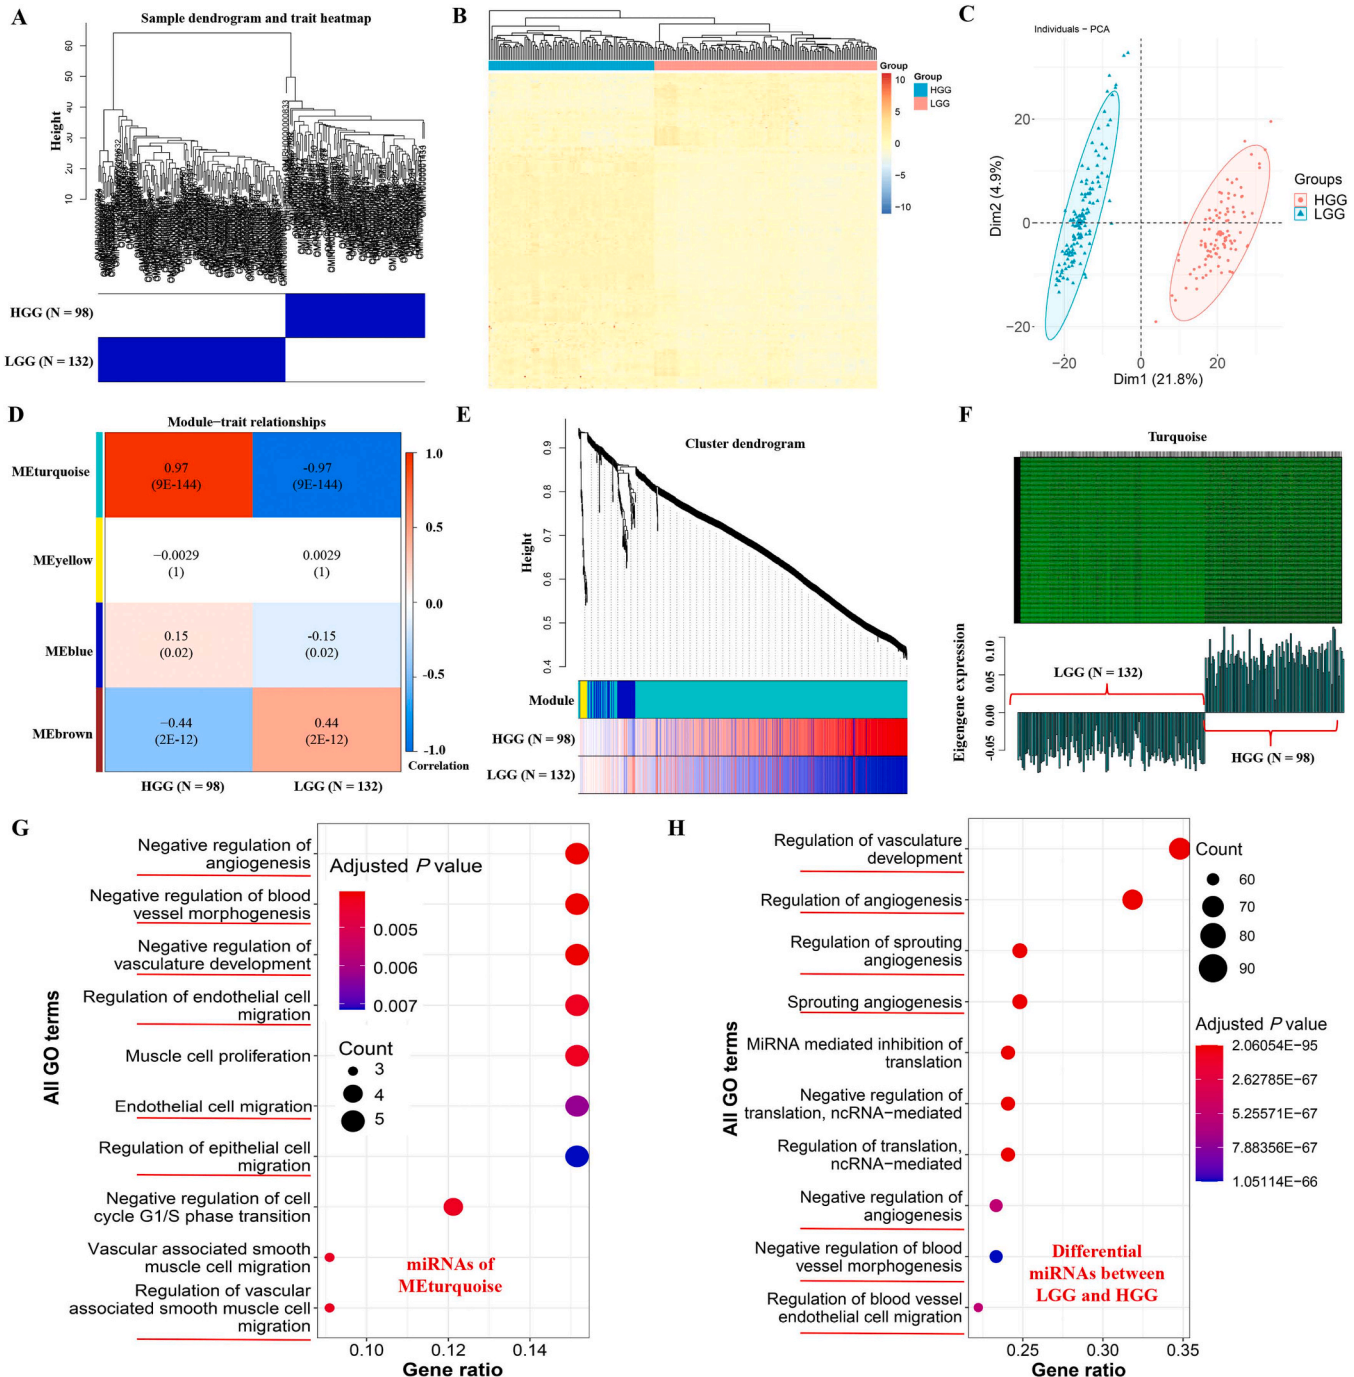 A
Sample dendrogram and trait heatmap
Height
60
50
40
30
20
10
HGG (N = 98)
LGG (N = 132)
B
Group
10
5
0
−5
−10
Group
HGG
LGG
C
Individuals − PCA
Dim2 (4.9%)
20
0
−20
−20
0
20
Dim1 (21.8%)
Groups
HGG
LGG
D
Module−trait relationships
MEturquoise
0.97
(9E-144)
-0.97
(9E-144)
MEyellow
−0.0029
(1)
0.0029
(1)
MEblue
0.15
(0.02)
-0.15
(0.02)
MEbrown
−0.44
(2E-12)
0.44
(2E-12)
HGG (N = 98)
LGG (N = 132)
1.0
0.5
0.0
-0.5
-1.0
Correlation
E
Cluster dendrogram
Height
0.9
0.8
0.7
0.6
0.5
0.4
Module
HGG (N = 98)
LGG (N = 132)
F
Turquoise
Eigengene expression
0.10
0.05
0.00
-0.05
LGG (N = 132)
HGG (N = 98)
G
All GO terms
Negative regulation of
angiogenesis
Negative regulation of blood
vessel morphogenesis
Negative regulation of
vasculature development
Regulation of endothelial cell
migration
Muscle cell proliferation
Endothelial cell migration
Regulation of epithelial cell
migration
Negative regulation of cell
cycle G1/S phase transition
Vascular associated smooth
muscle cell migration
Regulation of vascular
associated smooth muscle cell
migration
Adjusted P value
0.005
0.006
0.007
Count
3
4
5
miRNAs of
MEturquoise
0.10
0.12
0.14
Gene ratio
H
All GO terms
Regulation of vasculature
development
Regulation of angiogenesis
Regulation of sprouting
angiogenesis
Sprouting angiogenesis
MiRNA mediated inhibition of
translation
Negative regulation of
translation, ncRNA−mediated
Regulation of translation,
ncRNA−mediated
Negative regulation of
angiogenesis
Negative regulation of blood
vessel morphogenesis
Regulation of blood vessel
endothelial cell migration
Differential
miRNAs between
LGG and HGG
0.25
0.30
0.35
Gene ratio
Count
60
70
80
90
Adjusted P value
2.06054E−95
2.62785E−67
5.25571E−67
7.88356E−67
1.05114E−66